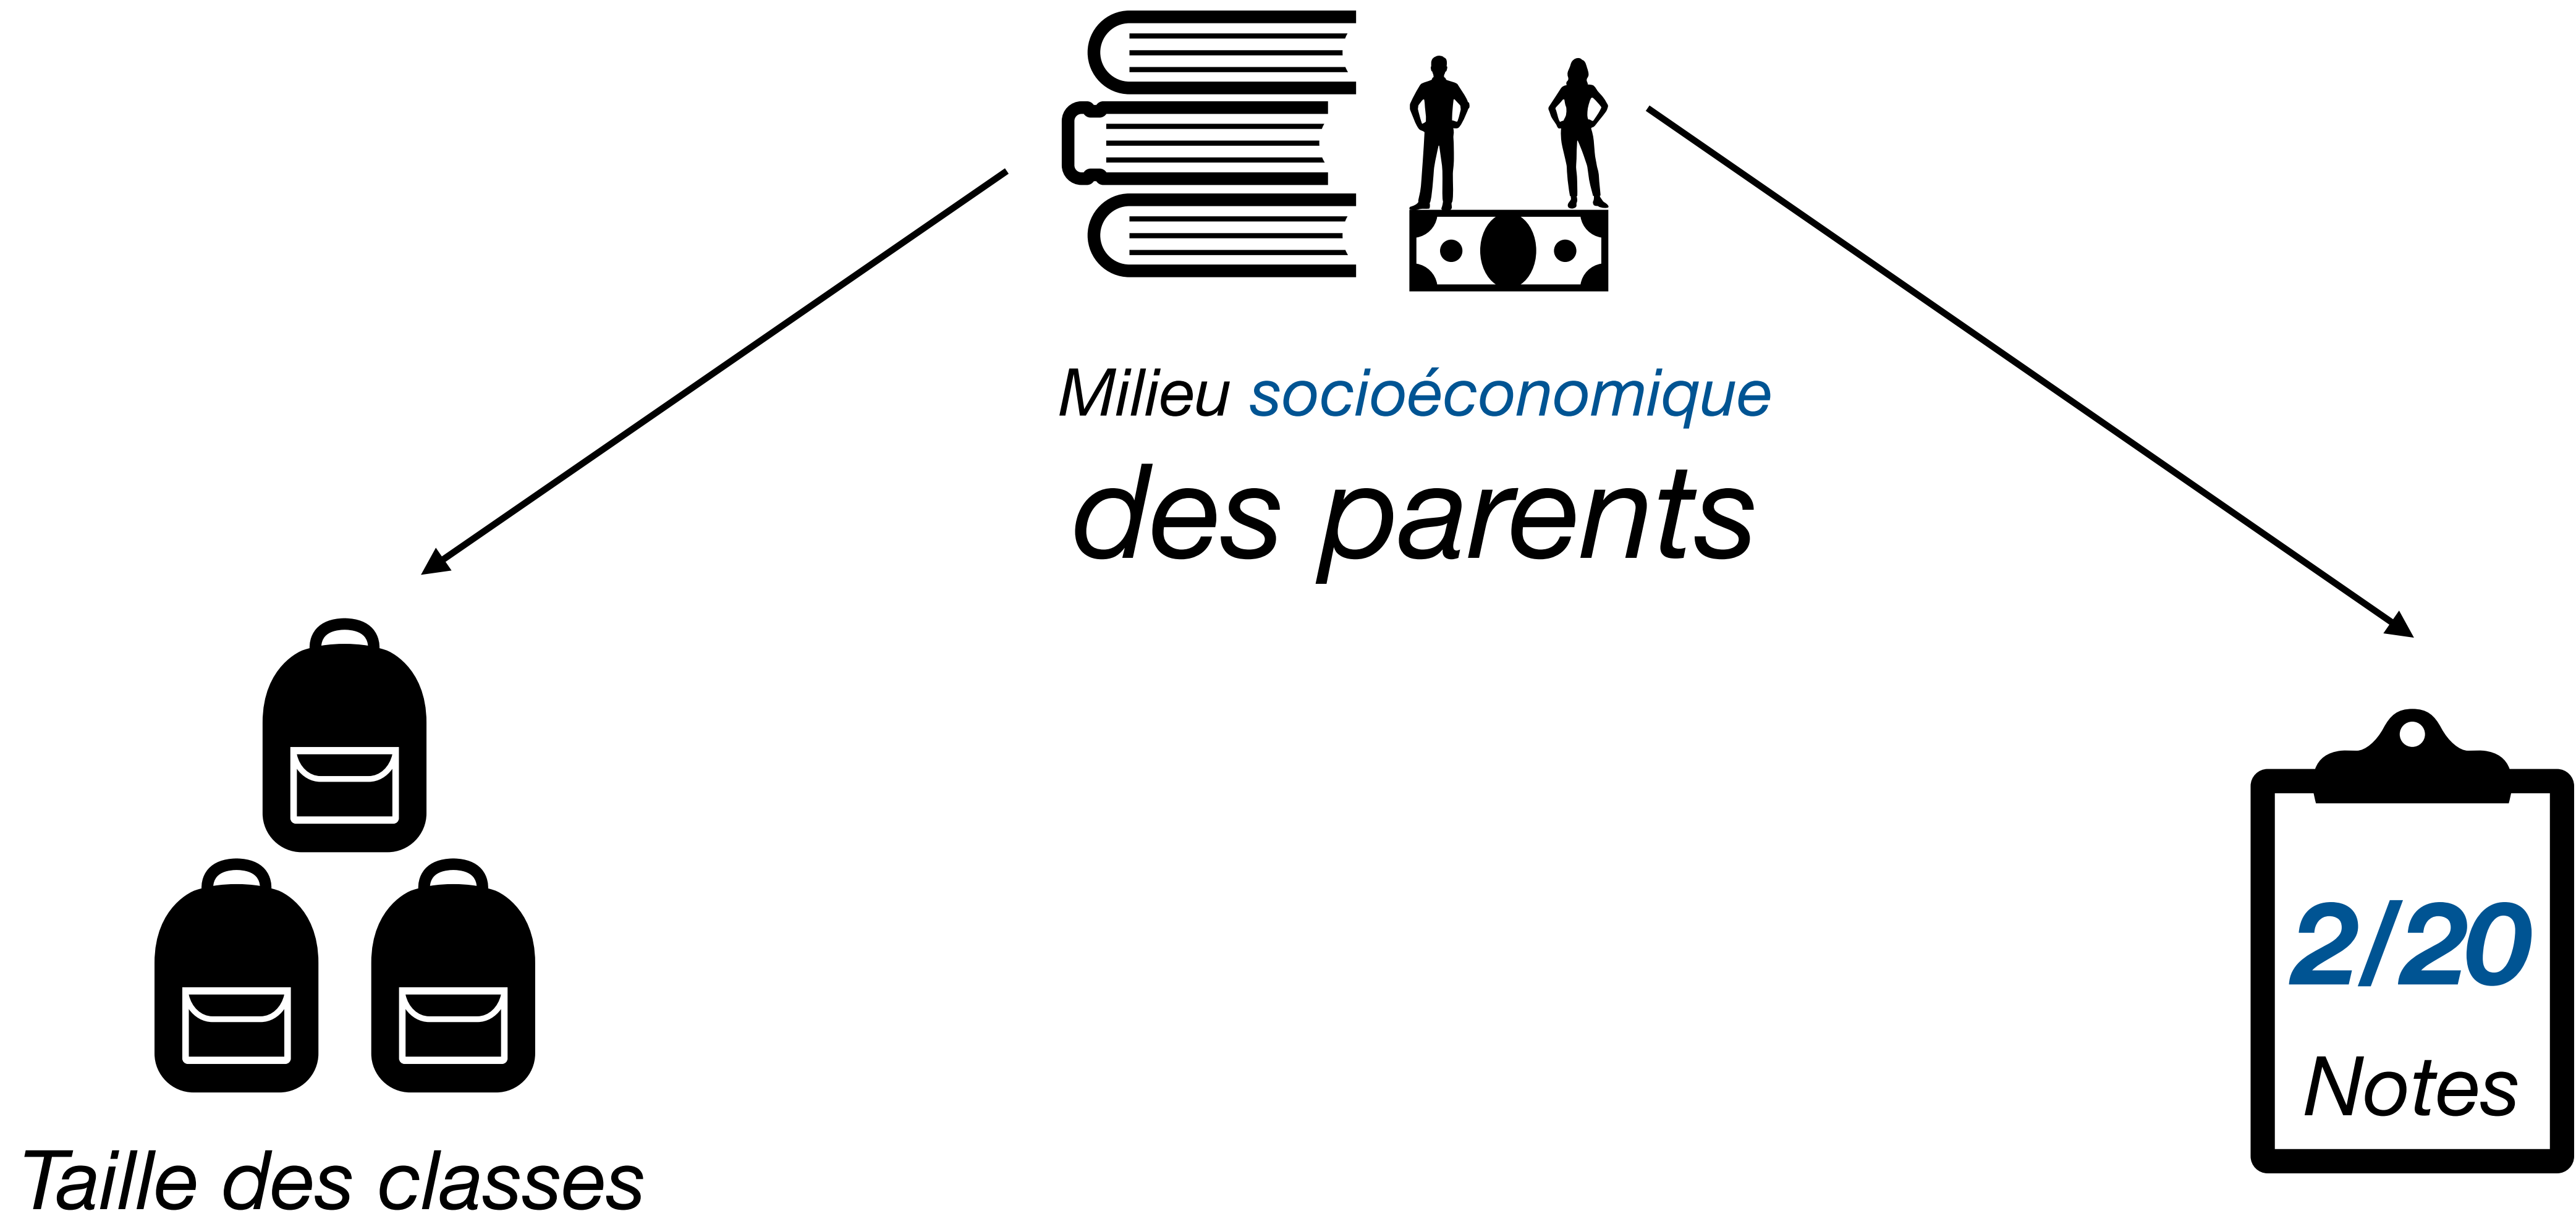 Milieu socioéconomique
des parents
2/20
Notes
Taille des classes